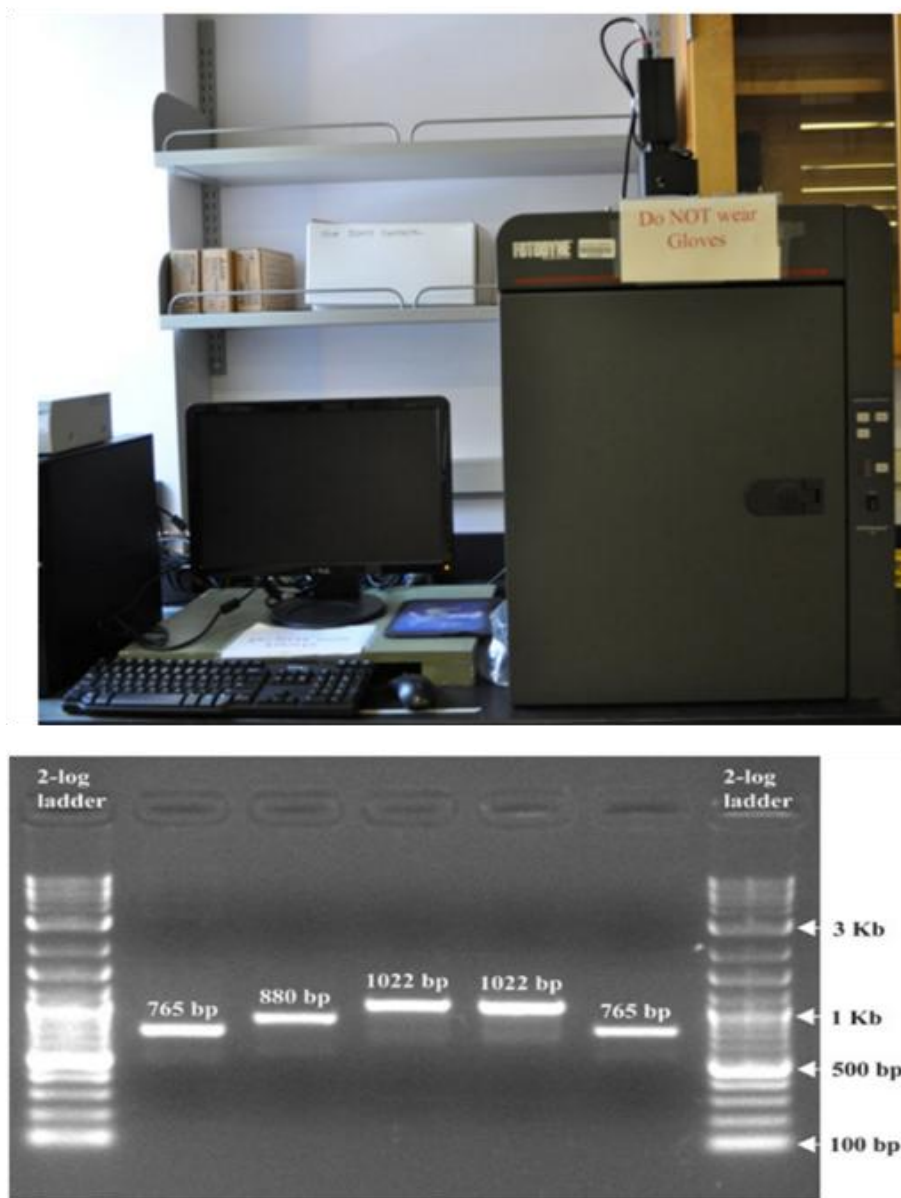 Do NOT wear
Gloves
FOTODYNE
2-log
ladder
2-log
ladder
765 bp
880 bp
1022 bp
1022 bp
765 bp
3 Kb
1 Kb
500 bp
100 bp